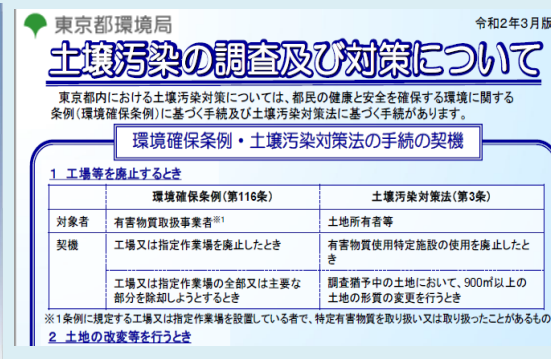 東京都環境局
令和2年3月版
土壌汚染の調査及び対策について
東京都内における土壌汚染対策については、都民の健康と安全を確保する環境に関する
条例(環境確保条例)に基づく手続及び土壌汚染対策法に基づく手続があります。
環境確保条例・土壌汚染対策法の手続の契機
1 工場等を廃止するとき
環境確保条例(第116条) 土壌汚染対策法(第3条)
対象者 有害物質取扱事業者※1 土地所有者等
契機 工場又は指定作業場を廃止したとき 有害物質使用特定施設の使用を廃止したと
き
工場又は指定作業場の全部又は主要な 調査猶予中の土地において、900㎡以上の
部分を除却しようとするとき 土地の形質の変更を行うとき
※1条例に規定する工場又は指定作業場を設置している者で、特定有害物質を取り扱い又は取り扱ったことがあるもの
2 土地の改変等を行うとき